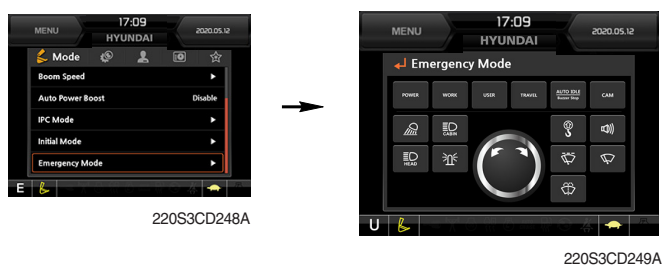 17:09
MENU
2020.05.12
HYUNDAI
Mode
Boom Speed
Auto Power Boost Disable
IPC Mode
Initial Mode
Emergency Mode
E
220S3CD248A
17:09
MENU
2020.05.12
HYUNDAI
Emergency Mode
POWER WORK USER TRAVEL AUTO IDLE CAM
Buzzer Stop
CABIN
HEAD
U
220S3CD249A